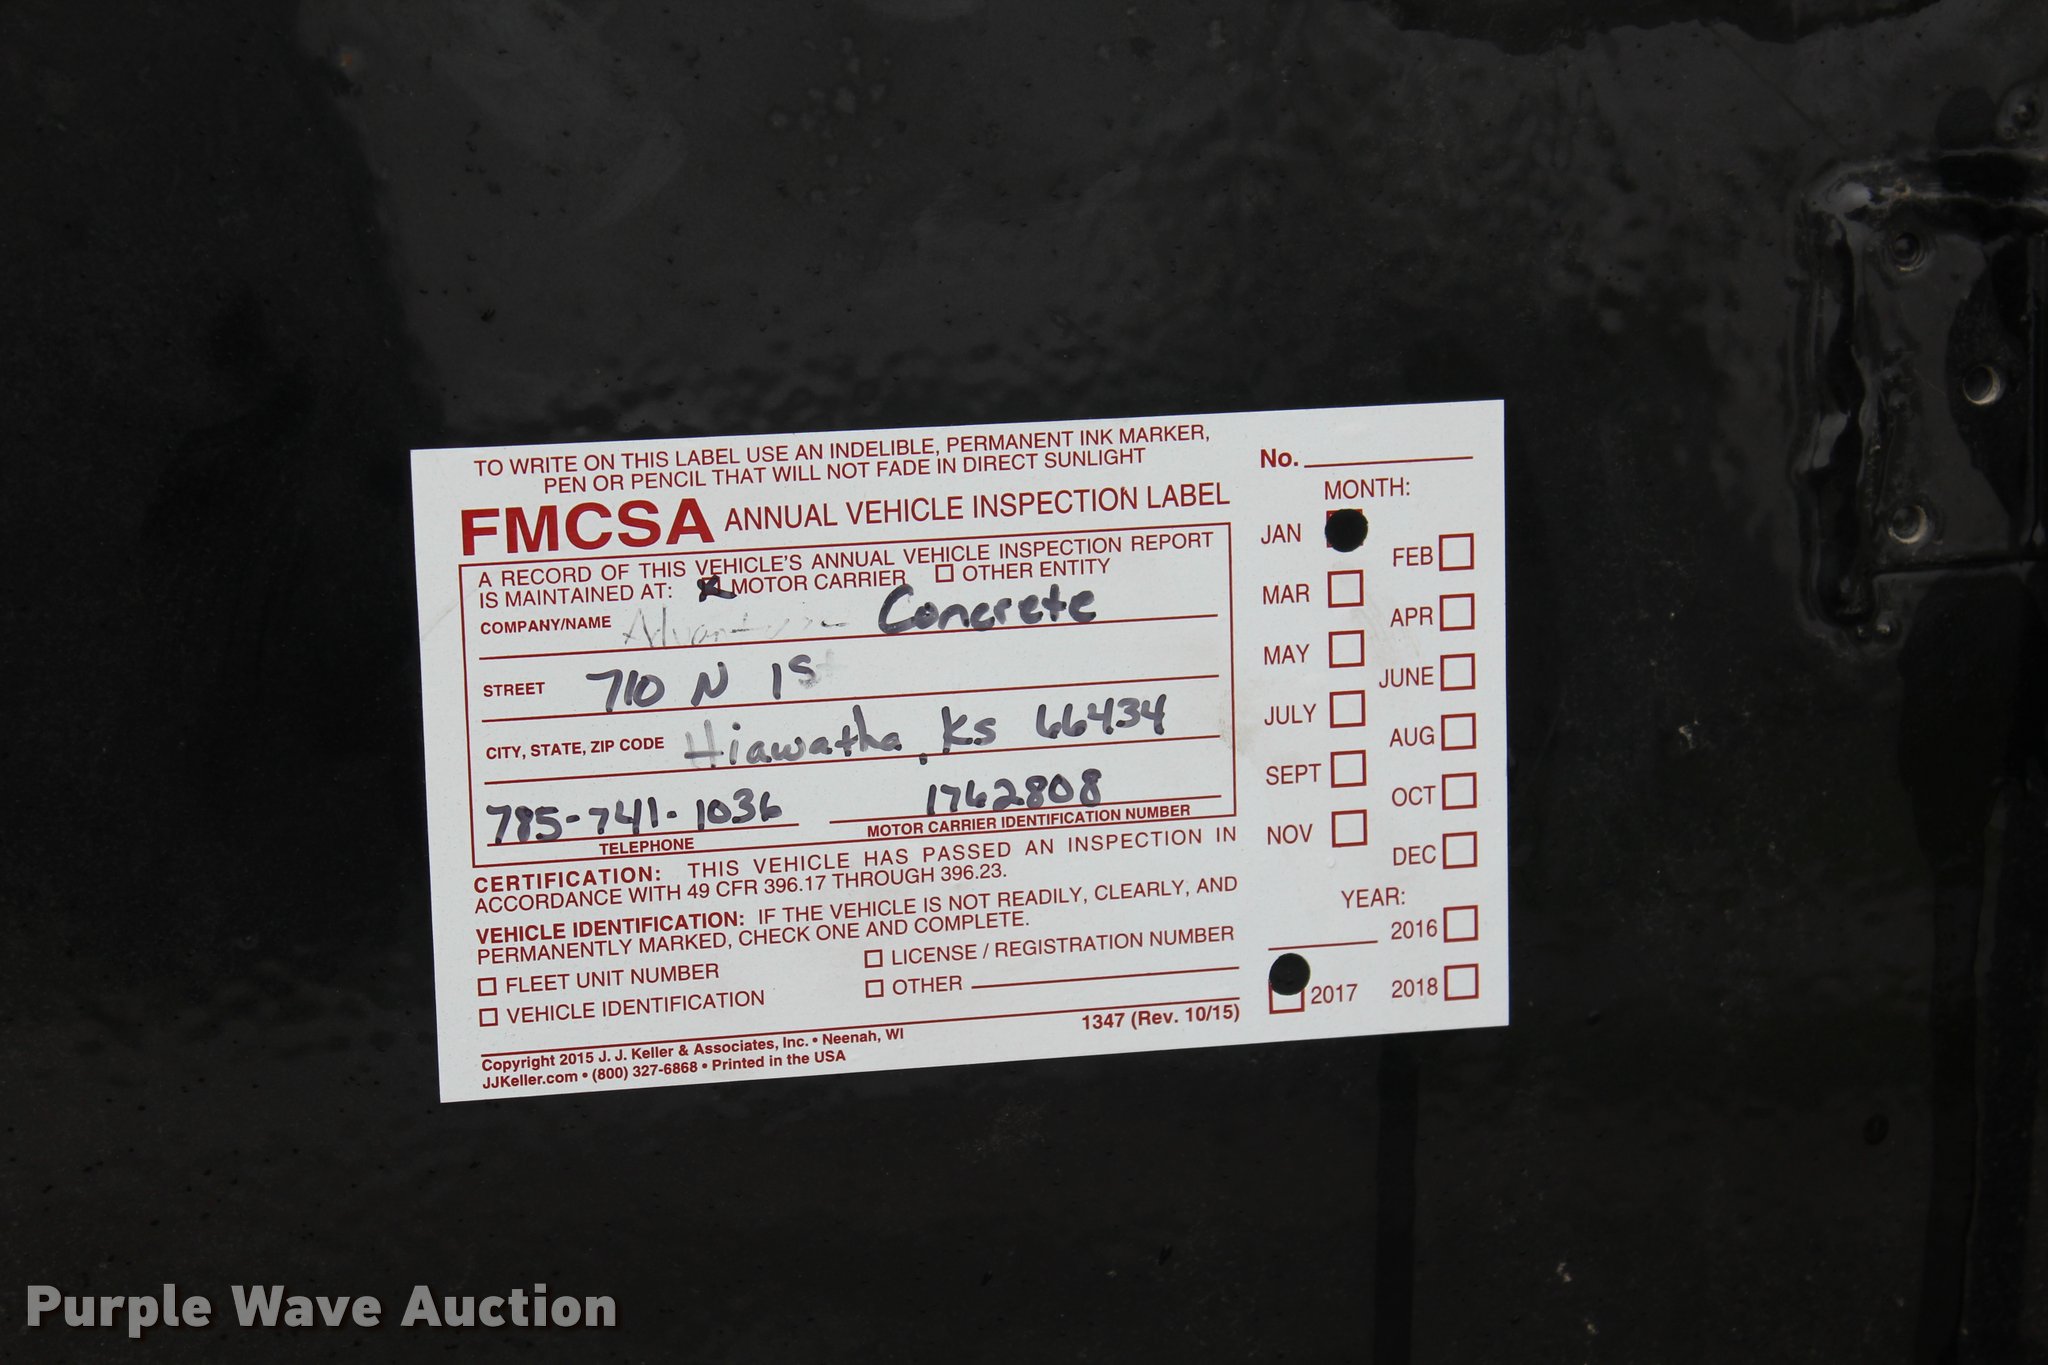 TO WRITE ON THIS LABEL USE AN INDELIBLE, PERMANENT INK MARKER,
PEN OR PENCIL THAT WILL NOT FADE IN DIRECT SUNLIGHT
FMCSA ANNUAL VEHICLE INSPECTION LABEL
A RECORD OF THIS VEHICLE'S ANNUAL VEHICLE INSPECTION REPORT
IS MAINTAINED AT: MOTOR CARRIER OTHER ENTITY
COMPANY/NAME Concrete
STREET 710 N 1st
CITY, STATE, ZIP CODE Hiawatha, Ks 66434
785-741-1036 1762808
TELEPHONE MOTOR CARRIER IDENTIFICATION NUMBER
CERTIFICATION: THIS VEHICLE HAS PASSED AN INSPECTION IN
ACCORDANCE WITH 49 CFR 396.17 THROUGH 396.23.
VEHICLE IDENTIFICATION: IF THE VEHICLE IS NOT READILY, CLEARLY, AND
PERMANENTLY MARKED, CHECK ONE AND COMPLETE.
FLEET UNIT NUMBER LICENSE / REGISTRATION NUMBER
VEHICLE IDENTIFICATION OTHER
Copyright 2015 J. J. Keller & Associates, Inc. • Neenah, WI 1347 (Rev. 10/15)
JJKeller.com • (800) 327-6868 • Printed in the USA
No.
MONTH:
JAN FEB
MAR APR
MAY JUNE
JULY AUG
SEPT OCT
NOV DEC
YEAR:
2016
2017 2018
Purple Wave Auction